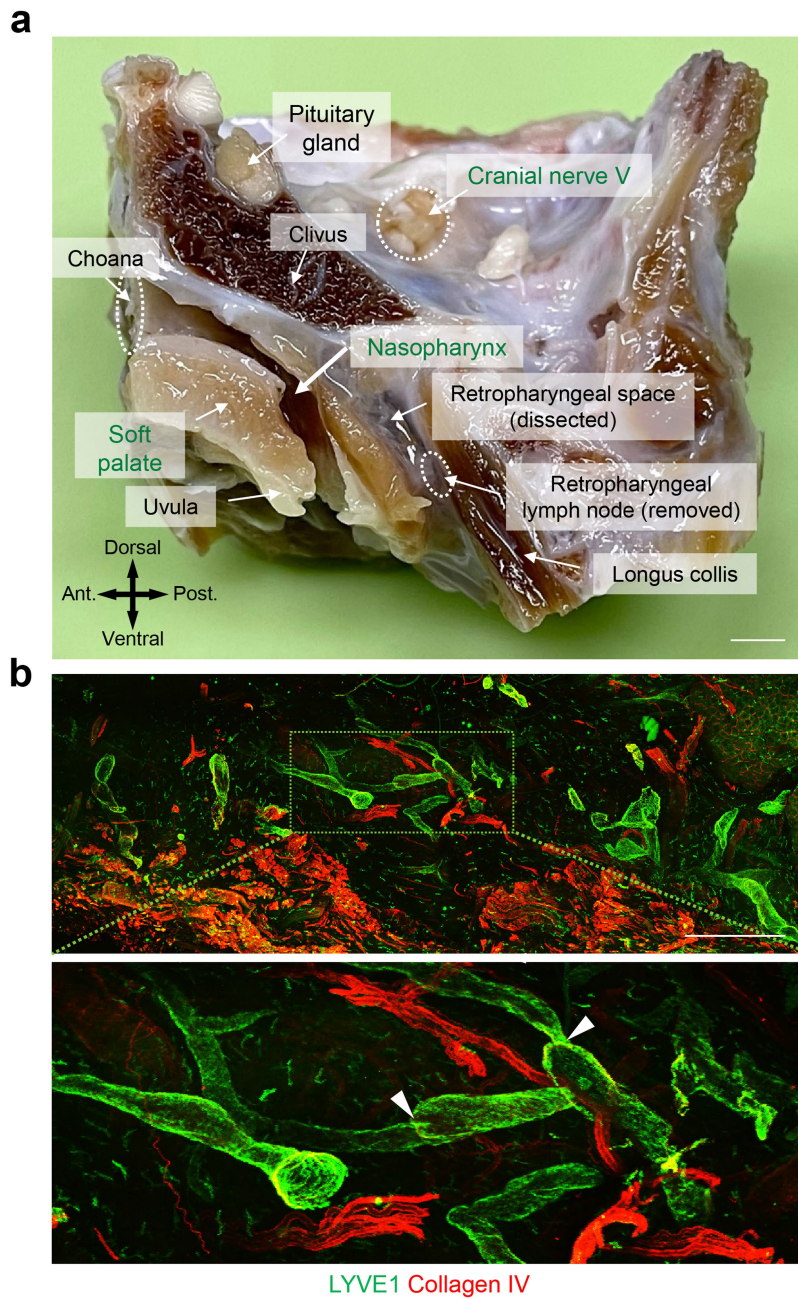 a
Pituitary
gland
Cranial nerve V
Clivus
Choana
Nasopharynx
Retropharyngeal space
(dissected)
Soft
palate
Uvula
Retropharyngeal
lymph node (removed)
Longus collis
Dorsal
Ant.
Post.
Ventral
b
LYVE1 Collagen IV